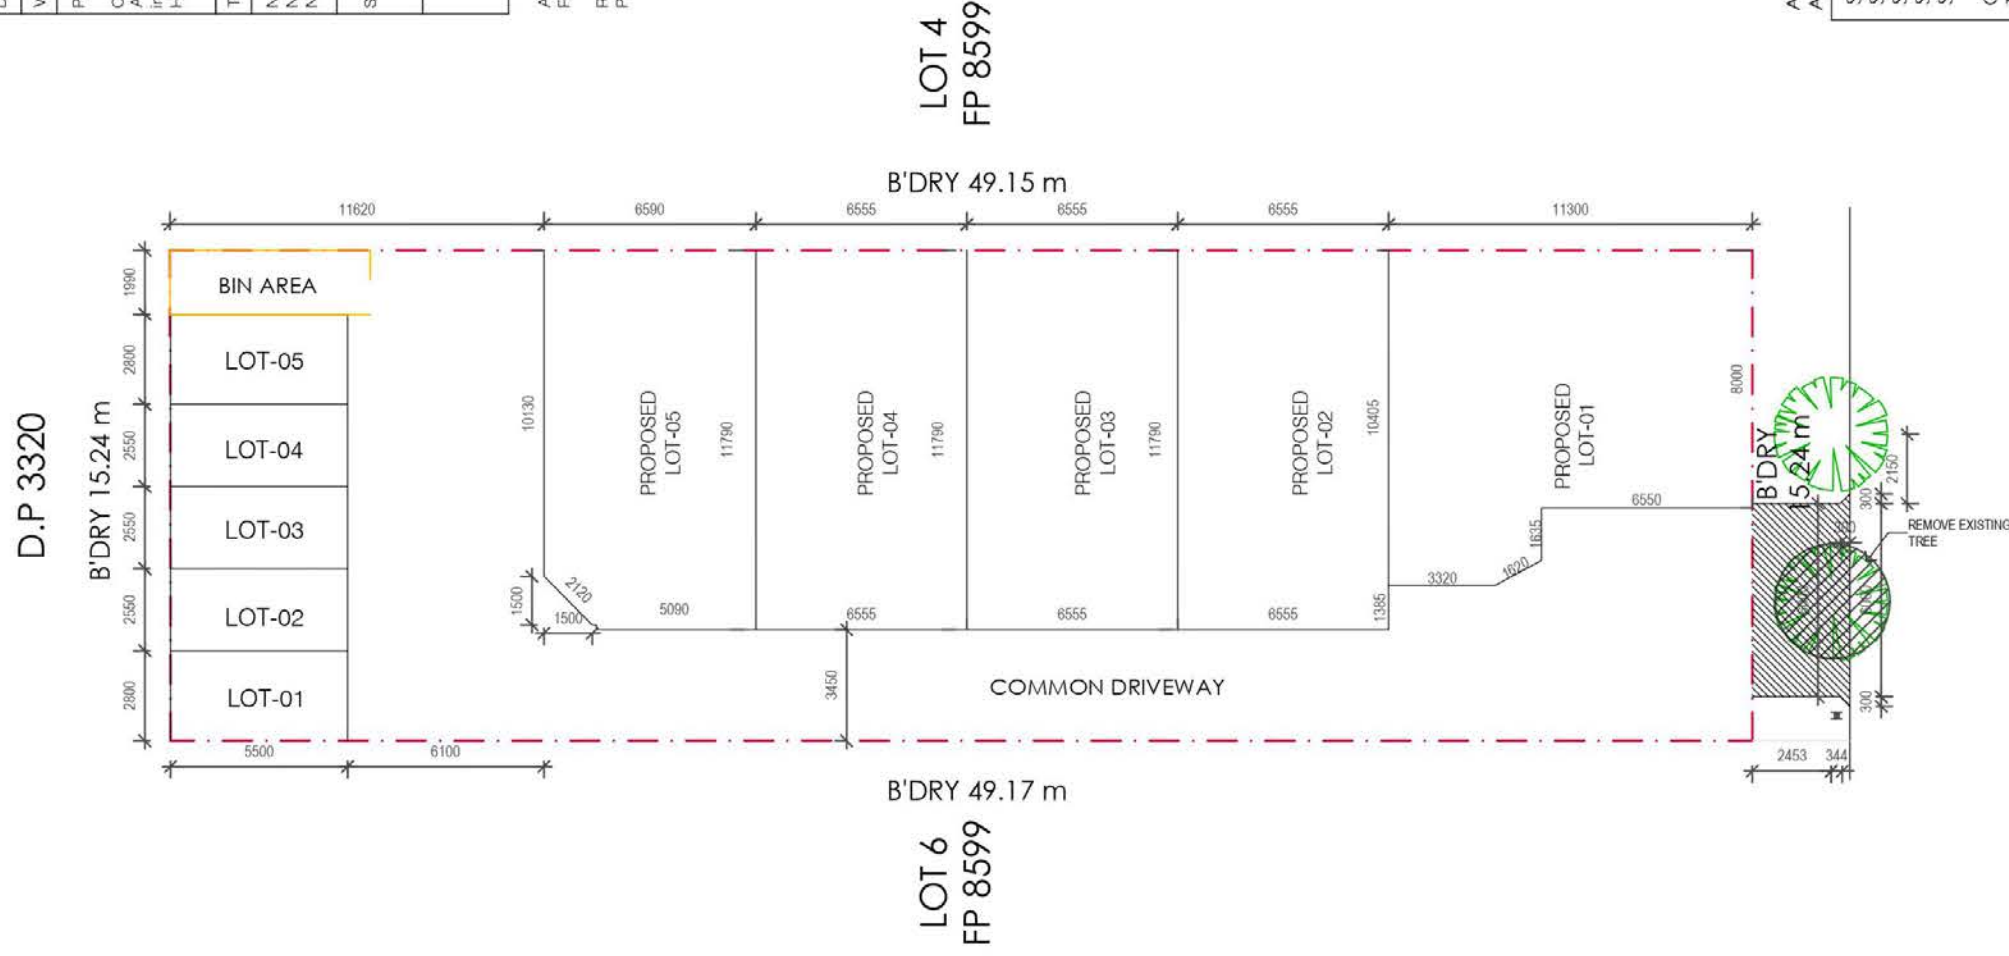 LOT 4
FP 8599
B'DRY 49.15 m
11620
6590
6555
6555
6555
11300
1990
2800
2550
2550
2550
2800
BIN AREA
LOT-05
LOT-04
LOT-03
LOT-02
LOT-01
D.P 3320
B'DRY 15.24 m
10130
PROPOSED
LOT-05
11790
PROPOSED
LOT-04
11790
PROPOSED
LOT-03
11790
PROPOSED
LOT-02
10405
PROPOSED
LOT-01
8000
B'DRY
15.24 m
2150
300
REMOVE EXISTING
TREE
6550
1635
1620
3320
1385
1500
2120
1500
5090
6555
6555
6555
3450
COMMON DRIVEWAY
300
5500
6100
2453
344
B'DRY 49.17 m
LOT 6
FP 8599